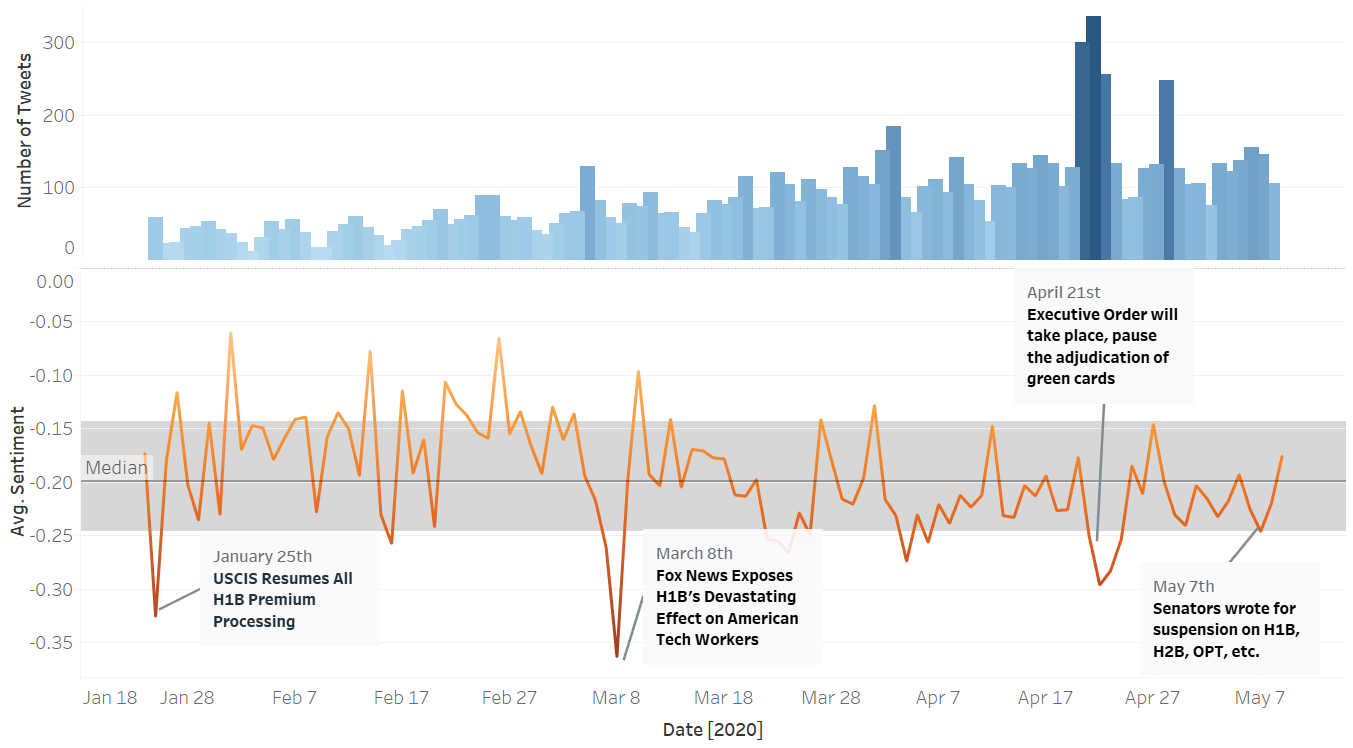 Number of Tweets
300
200
100
0
Avg. Sentiment
0.00
-0.05
-0.10
-0.15
-0.20
-0.25
-0.30
-0.35
Median
January 25th
USCIS Resumes All
H1B Premium
Processing
March 8th
Fox News Exposes
H1B’s Devastating
Effect on American
Tech Workers
April 21st
Executive Order will
take place, pause
the adjudication of
green cards
May 7th
Senators wrote for
suspension on H1B,
H2B, OPT, etc.
Jan 18 Jan 28 Feb 7 Feb 17 Feb 27 Mar 8 Mar 18 Mar 28 Apr 7 Apr 17 Apr 27 May 7
Date [2020]